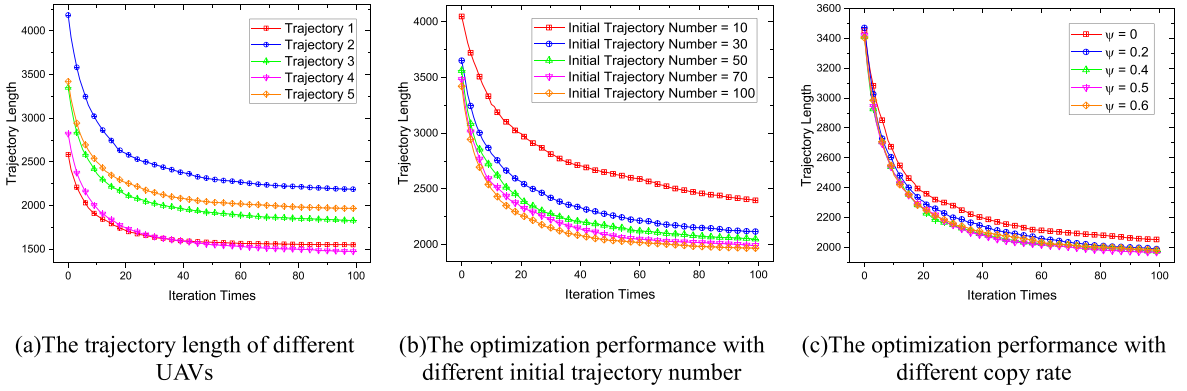 4000
3500
3000
2500
2000
1500
0
20
40
60
80
100
Trajectory Length
Iteration Times
Trajectory 1
Trajectory 2
Trajectory 3
Trajectory 4
Trajectory 5
4000
3500
3000
2500
2000
0
20
40
60
80
100
Trajectory Length
Iteration Times
Initial Trajectory Number = 10
Initial Trajectory Number = 30
Initial Trajectory Number = 50
Initial Trajectory Number = 70
Initial Trajectory Number = 100
3600
3400
3200
3000
2800
2600
2400
2200
2000
0
20
40
60
80
100
Trajectory Length
Iteration Times
ψ = 0
ψ = 0.2
ψ = 0.4
ψ = 0.5
ψ = 0.6
(a)The trajectory length of different
UAVs
(b)The optimization performance with
different initial trajectory number
(c)The optimization performance with
different copy rate